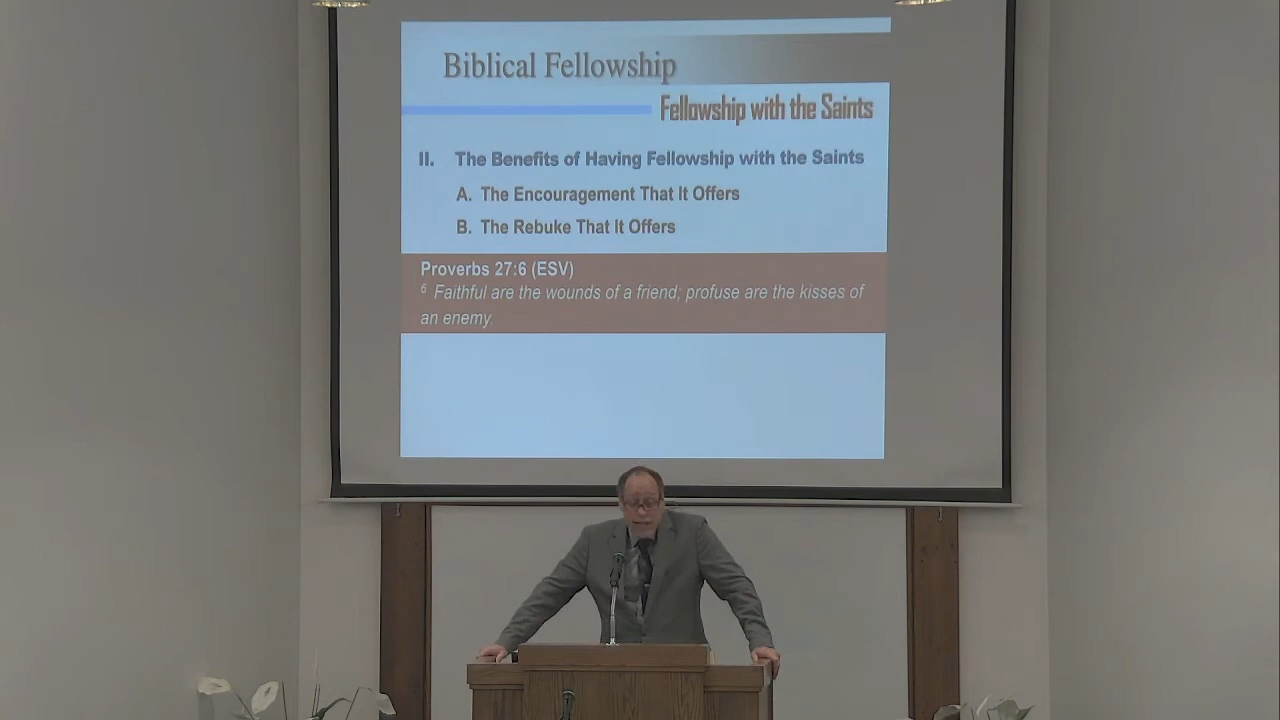 Biblical Fellowship
Fellowship with the Saints
II. The Benefits of Having Fellowship with the Saints
A. The Encouragement That It Offers
B. The Rebuke That It Offers
Proverbs 27:6 (ESV)
6 Faithful are the wounds of a friend; profuse are the kisses of
an enemy.